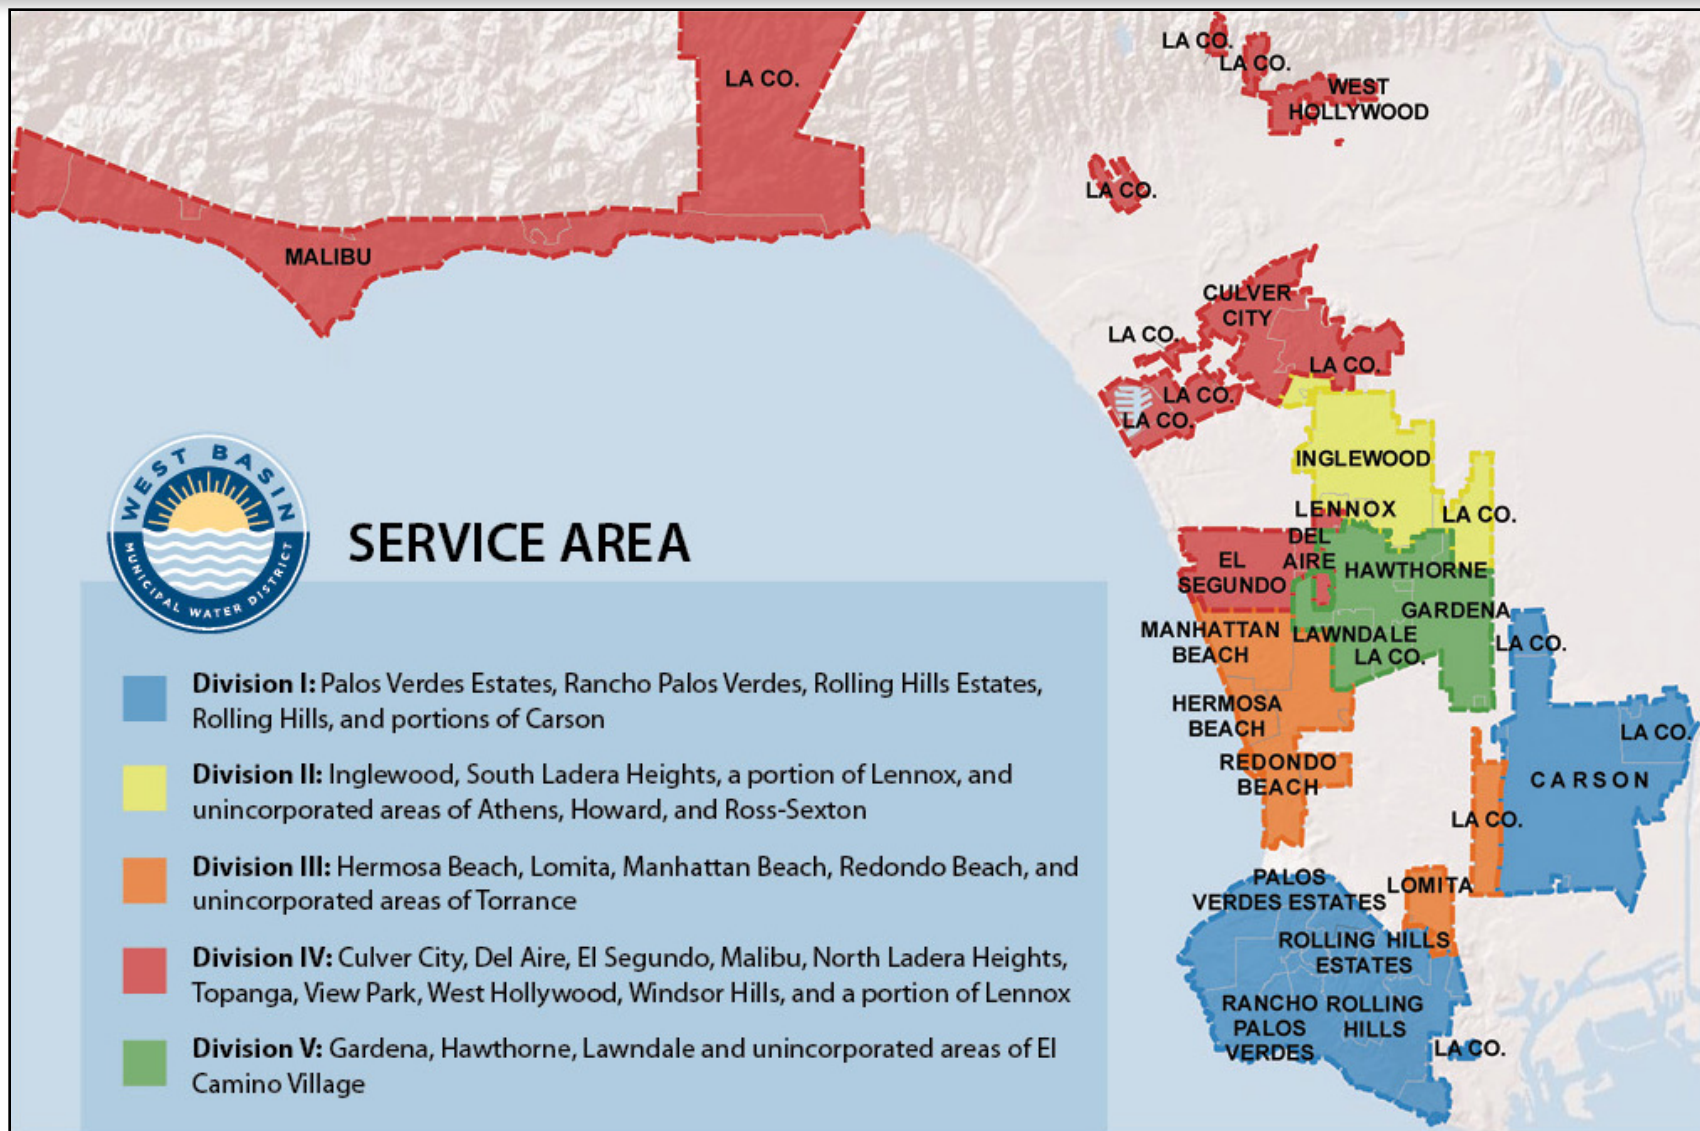 LA CO.
LA CO.
LA CO.
WEST
HOLLYWOOD
LA CO.
MALIBU
CULVER
CITY
LA CO.
LA CO.
LA CO.
LA CO.
INGLEWOOD
LENNOX
LA CO.
DEL
AIRE
EL
SEGUNDO
HAWTHORNE
GARDENA
MANHATTAN
BEACH
LAWNDALE
LA CO.
LA CO.
HERMOSA
BEACH
LA CO.
REDONDO
BEACH
CARSON
LA CO.
PALOS
VERDES ESTATES
LOMITA
ROLLING HILLS
ESTATES
RANCHO
PALOS
VERDES
ROLLING
HILLS
LA CO.
WEST BASIN
MUNICIPAL WATER DISTRICT
SERVICE AREA
Division I: Palos Verdes Estates, Rancho Palos Verdes, Rolling Hills Estates,
Rolling Hills, and portions of Carson
Division II: Inglewood, South Ladera Heights, a portion of Lennox, and
unincorporated areas of Athens, Howard, and Ross-Sexton
Division III: Hermosa Beach, Lomita, Manhattan Beach, Redondo Beach, and
unincorporated areas of Torrance
Division IV: Culver City, Del Aire, El Segundo, Malibu, North Ladera Heights,
Topanga, View Park, West Hollywood, Windsor Hills, and a portion of Lennox
Division V: Gardena, Hawthorne, Lawndale and unincorporated areas of El
Camino Village